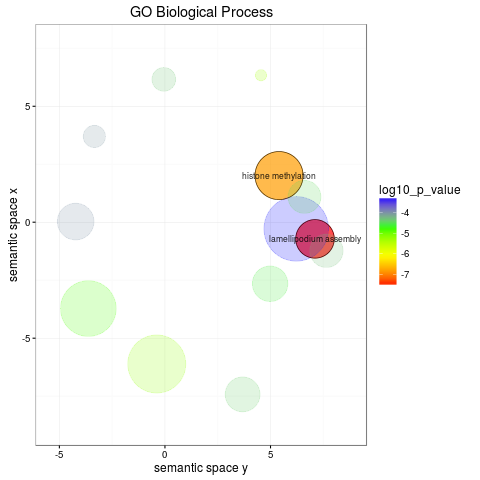 GO Biological Process
semantic space x
5
0
-5
histone methylation
lamellipodium assembly
-5
0
5
semantic space y
log10_p_value
-4
-5
-6
-7